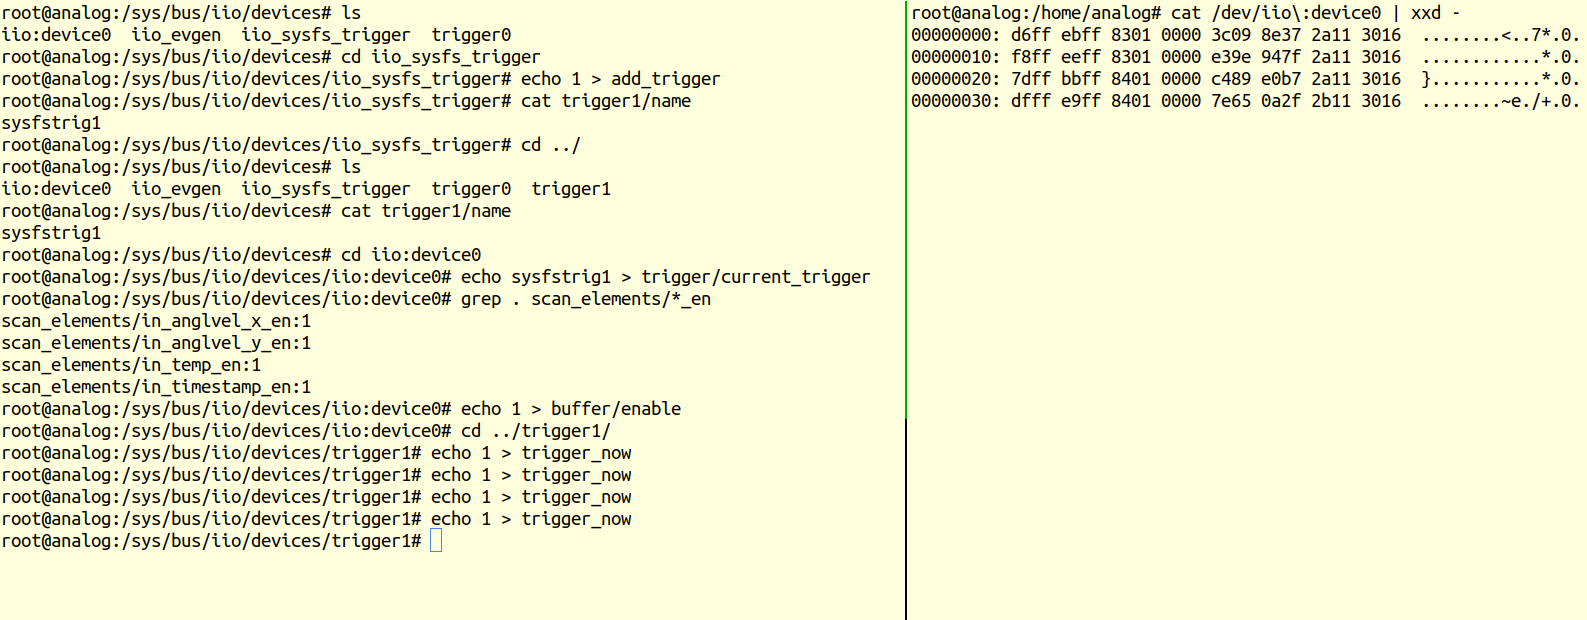 root@analog:/sys/bus/iio/devices# ls
iio:device0  iio_evgen  iio_sysfs_trigger  trigger0
root@analog:/sys/bus/iio/devices# cd iio_sysfs_trigger
root@analog:/sys/bus/iio/devices/iio_sysfs_trigger# echo 1 > add_trigger
root@analog:/sys/bus/iio/devices/iio_sysfs_trigger# cat trigger1/name
sysfstrig1
root@analog:/sys/bus/iio/devices/iio_sysfs_trigger# cd ../
root@analog:/sys/bus/iio/devices# ls
iio:device0  iio_evgen  iio_sysfs_trigger  trigger0  trigger1
root@analog:/sys/bus/iio/devices# cat trigger1/name
sysfstrig1
root@analog:/sys/bus/iio/devices# cd iio:device0
root@analog:/sys/bus/iio/devices/iio:device0# echo sysfstrig1 > trigger/current_trigger
root@analog:/sys/bus/iio/devices/iio:device0# grep . scan_elements/*_en
scan_elements/in_anglvel_x_en:1
scan_elements/in_anglvel_y_en:1
scan_elements/in_temp_en:1
scan_elements/in_timestamp_en:1
root@analog:/sys/bus/iio/devices/iio:device0# echo 1 > buffer/enable
root@analog:/sys/bus/iio/devices/iio:device0# cd ../trigger1/
root@analog:/sys/bus/iio/devices/trigger1# echo 1 > trigger_now
root@analog:/sys/bus/iio/devices/trigger1# echo 1 > trigger_now
root@analog:/sys/bus/iio/devices/trigger1# echo 1 > trigger_now
root@analog:/sys/bus/iio/devices/trigger1# echo 1 > trigger_now
root@analog:/sys/bus/iio/devices/trigger1#
root@analog:/home/analog# cat /dev/iio\:device0 | xxd -
00000000: d6ff ebff 8301 0000 3c09 8e37 2a11 3016  ........<..7*.0.
00000010: f8ff eeff 8301 0000 e39e 947f 2a11 3016  ............*.0.
00000020: 7dff bbff 8401 0000 c489 e0b7 2a11 3016  }...........*.0.
00000030: dfff e9ff 8401 0000 7e65 0a2f 2b11 3016  ........~e./+.0.